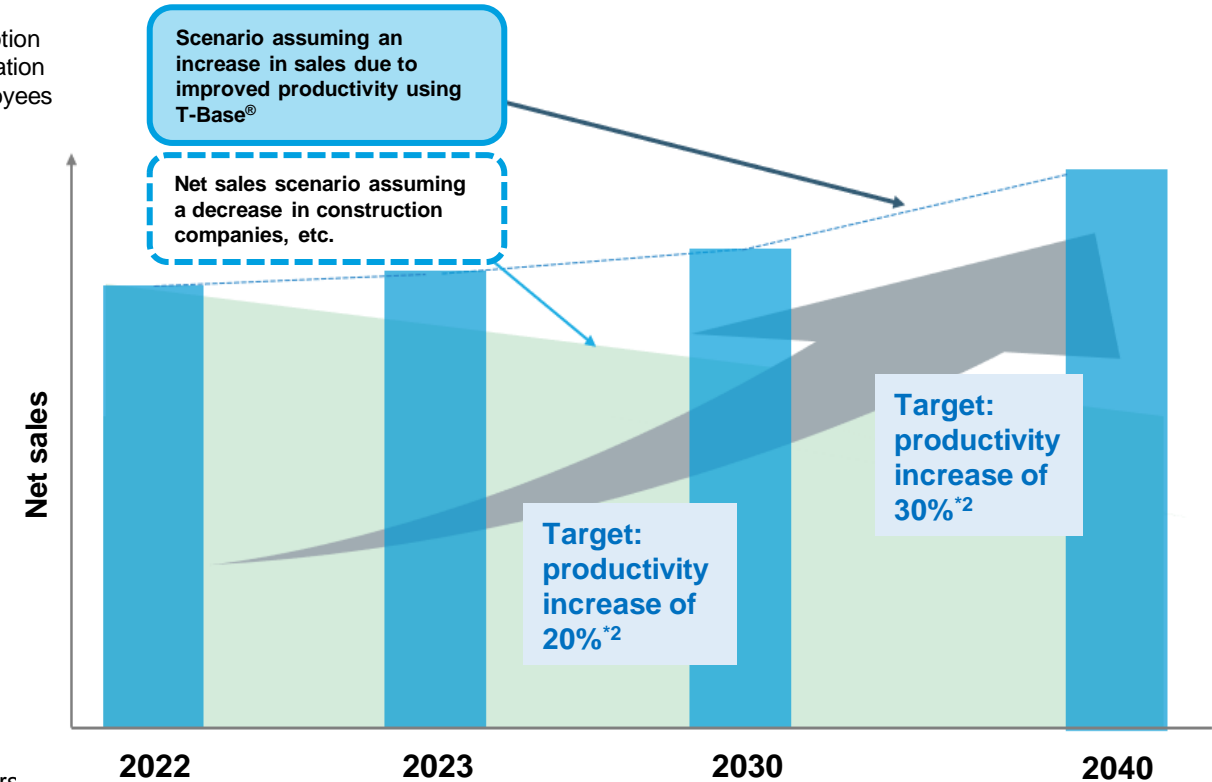 Scenario assuming an
increase in sales due to
improved productivity using
T-Base®
Net sales scenario assuming
a decrease in construction
companies, etc.
Net sales
Target:
productivity
increase of
20%*2
Target:
productivity
increase of
30%*2
2022
2023
2030
2040